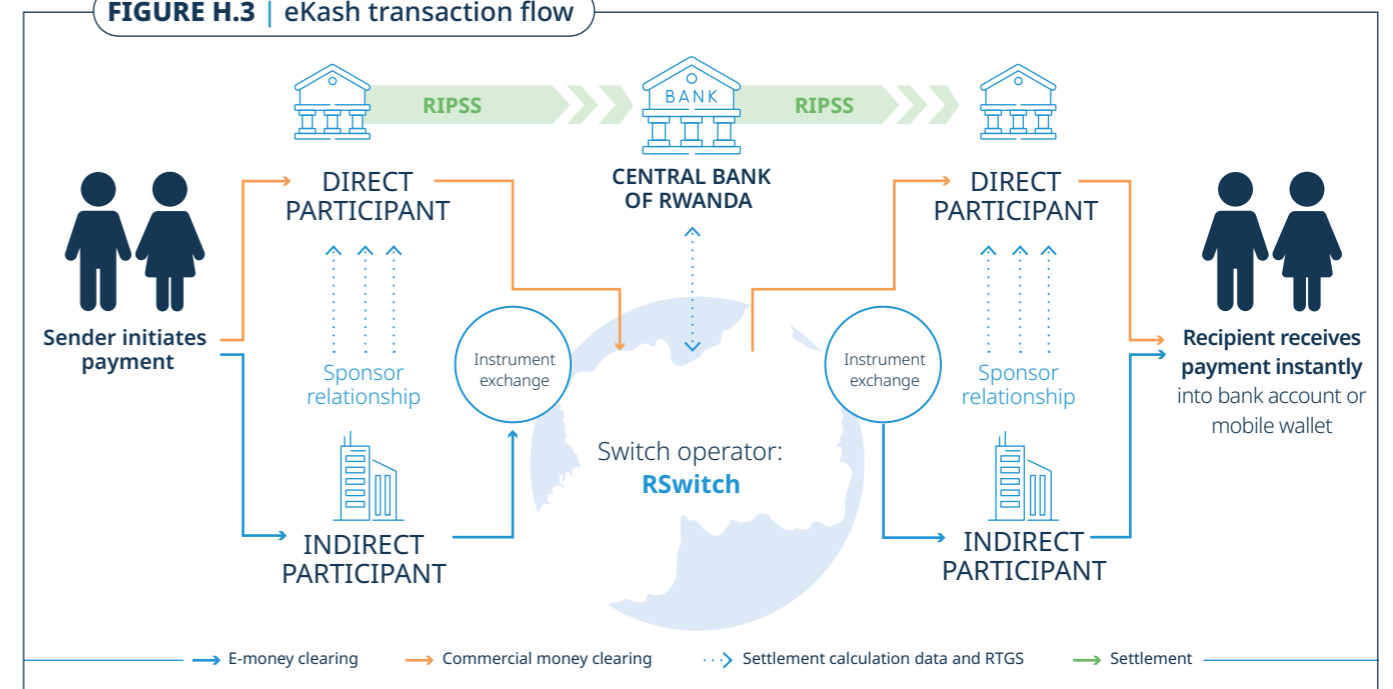 FIGURE H.3 | eKash transaction flow
RIPSS
BANK
RIPSS
CENTRAL BANK
OF RWANDA
DIRECT
PARTICIPANT
DIRECT
PARTICIPANT
Sender initiates
payment
Sponsor
relationship
Instrument
exchange
Instrument
exchange
Sponsor
relationship
Recipient receives
payment instantly
into bank account or
mobile wallet
Switch operator:
RSwitch
INDIRECT
PARTICIPANT
INDIRECT
PARTICIPANT
E-money clearing
Commercial money clearing
Settlement calculation data and RTGS
Settlement